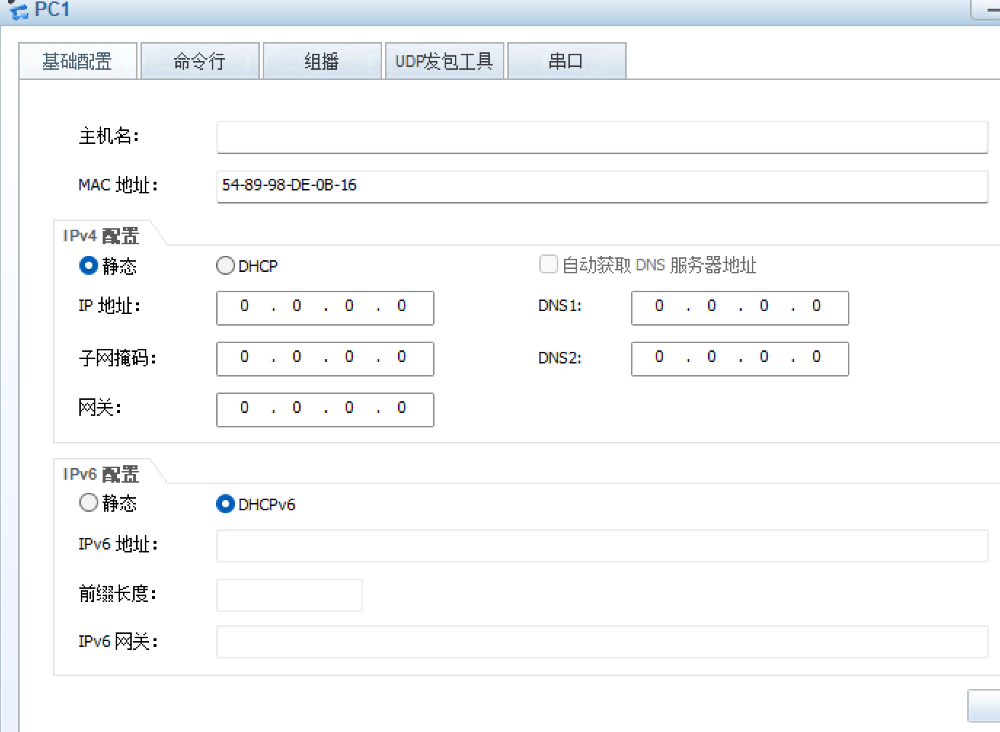 PC1
基础配置 命令行 组播 UDP发包工具 串口
主机名:
MAC 地址: 54-89-98-DE-0B-16
IPv4 配置
静态 DHCP 自动获取 DNS 服务器地址
IP 地址: 0 . 0 . 0 . 0 DNS1: 0 . 0 . 0 . 0
子网掩码: 0 . 0 . 0 . 0 DNS2: 0 . 0 . 0 . 0
网关: 0 . 0 . 0 . 0
IPv6 配置
静态 DHCPv6
IPv6 地址:
前缀长度:
IPv6 网关: